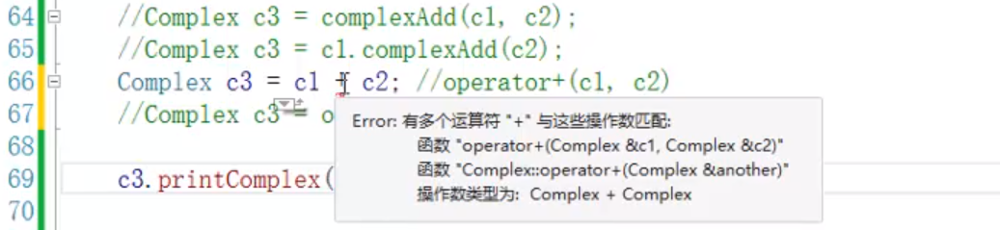 64 //Complex c3 = complexAdd(c1, c2);
65 //Complex c3 = c1.complexAdd(c2);
66 Complex c3 = c1 + c2; //operator+(c1, c2)
67 //Complex c3 = o
Error: 有多个运算符 "+" 与这些操作数匹配:
函数 "operator+(Complex &c1, Complex &c2)"
68
函数 "Complex::operator+(Complex &another)"
69 c3.printComplex(
操作数类型为: Complex + Complex
70